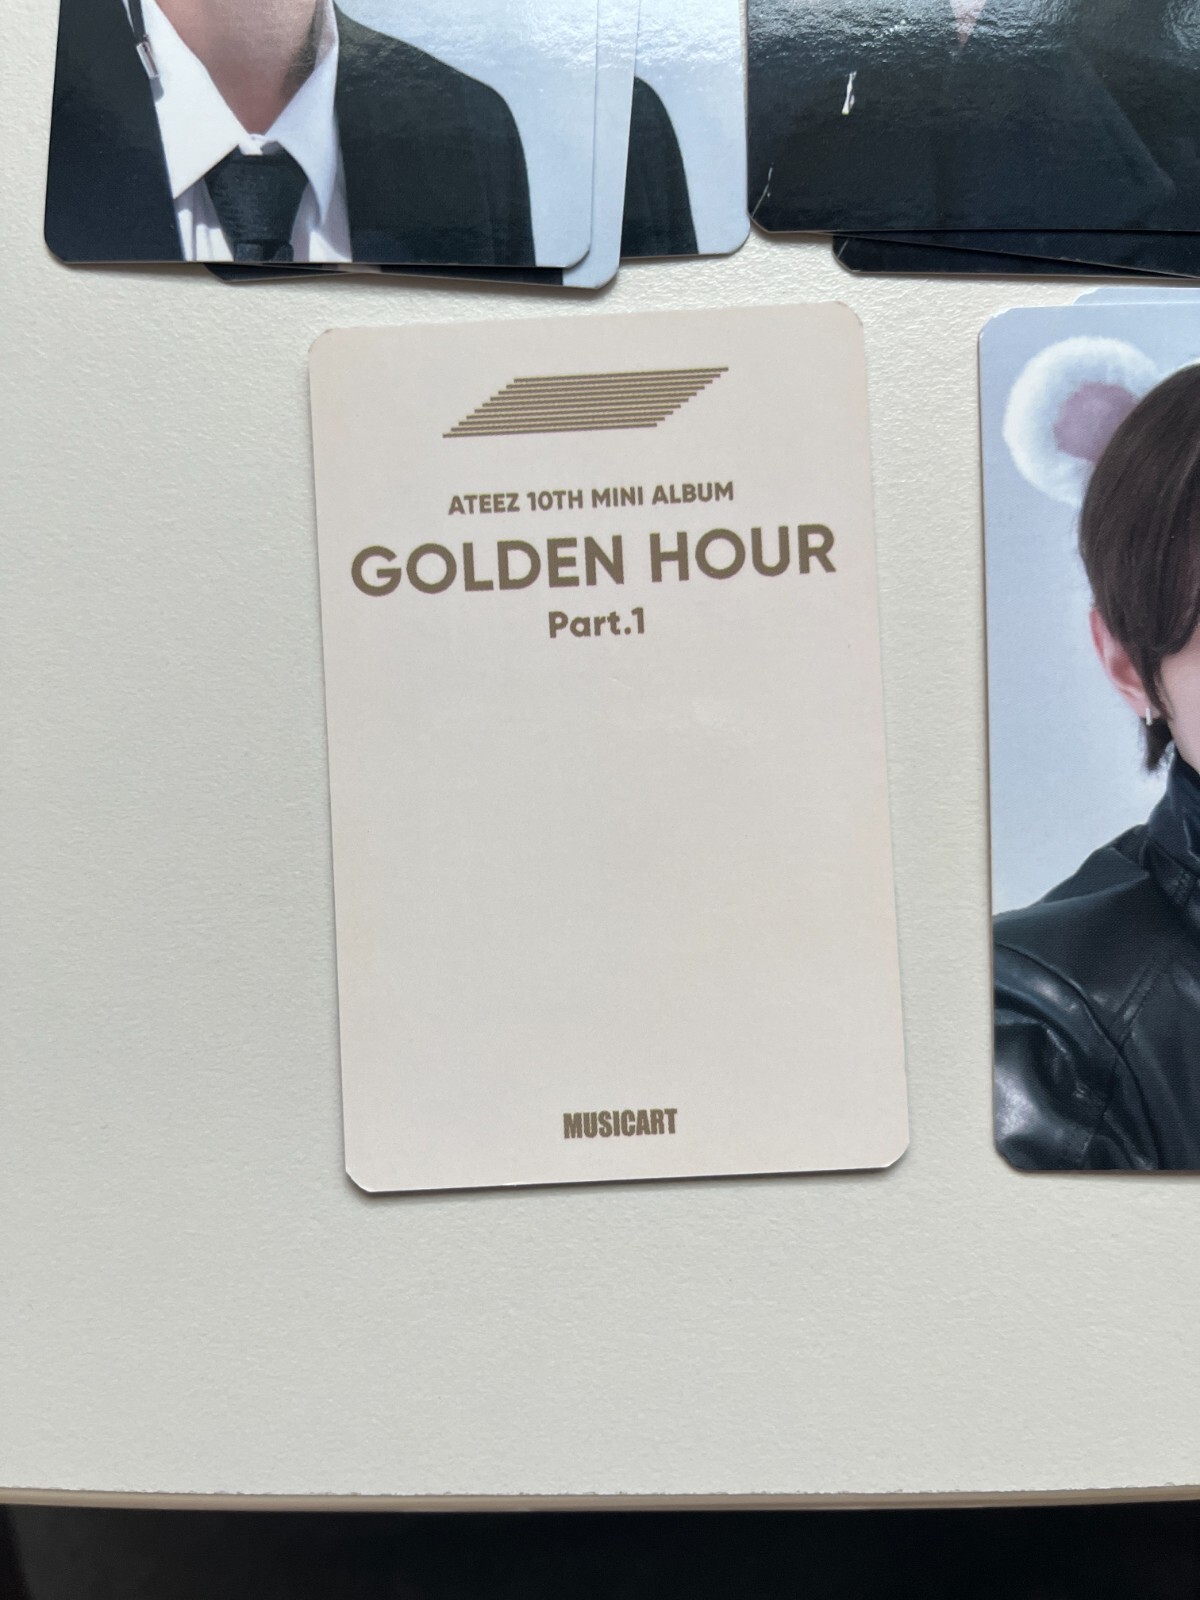 ATEEZ 10TH MINI ALBUM
GOLDEN HOUR
Part.1
MUSICART